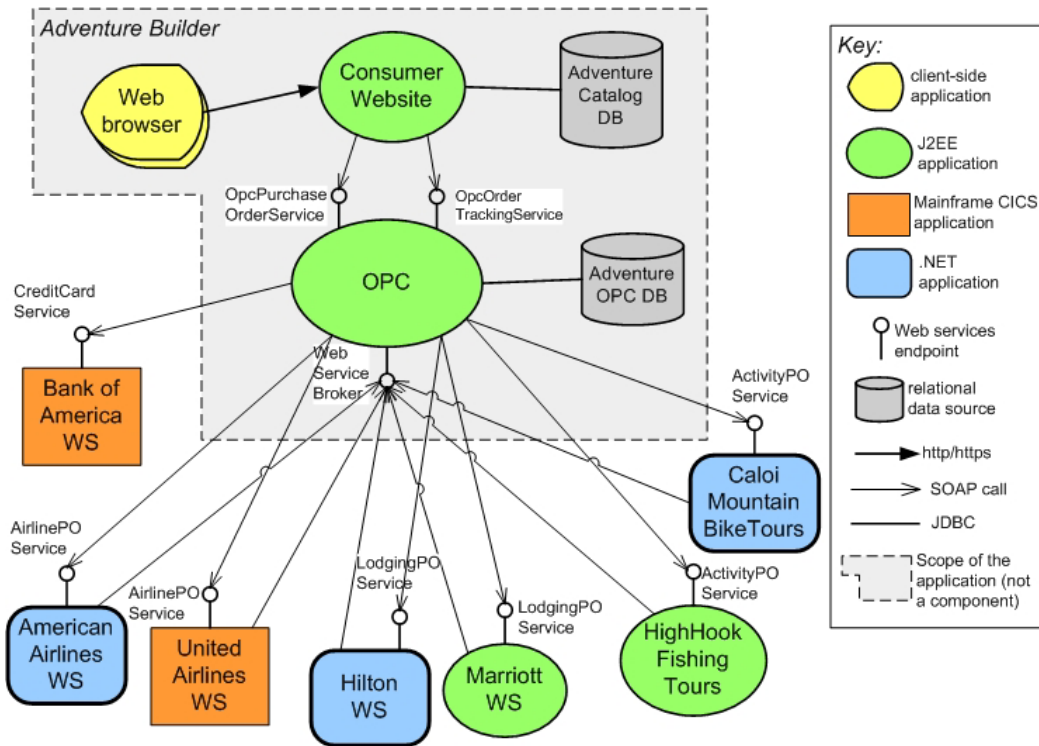 Adventure Builder
Web
browser
Consumer
Website
Adventure
Catalog
DB
OpcPurchase
OrderService
OpcOrder
TrackingService
OPC
Adventure
OPC DB
CreditCard
Service
Bank of
America
WS
Web
Service
Broker
ActivityPO
Service
Caloi
Mountain
BikeTours
AirlinePO
Service
American
Airlines
WS
AirlinePO
Service
United
Airlines
WS
LodgingPO
Service
Hilton
WS
LodgingPO
Service
Marriott
WS
ActivityPO
Service
HighHook
Fishing
Tours
Key:
client-side
application
J2EE
application
Mainframe CICS
application
.NET
application
Web services
endpoint
relational
data source
http/https
SOAP call
JDBC
Scope of the
application (not
a component)